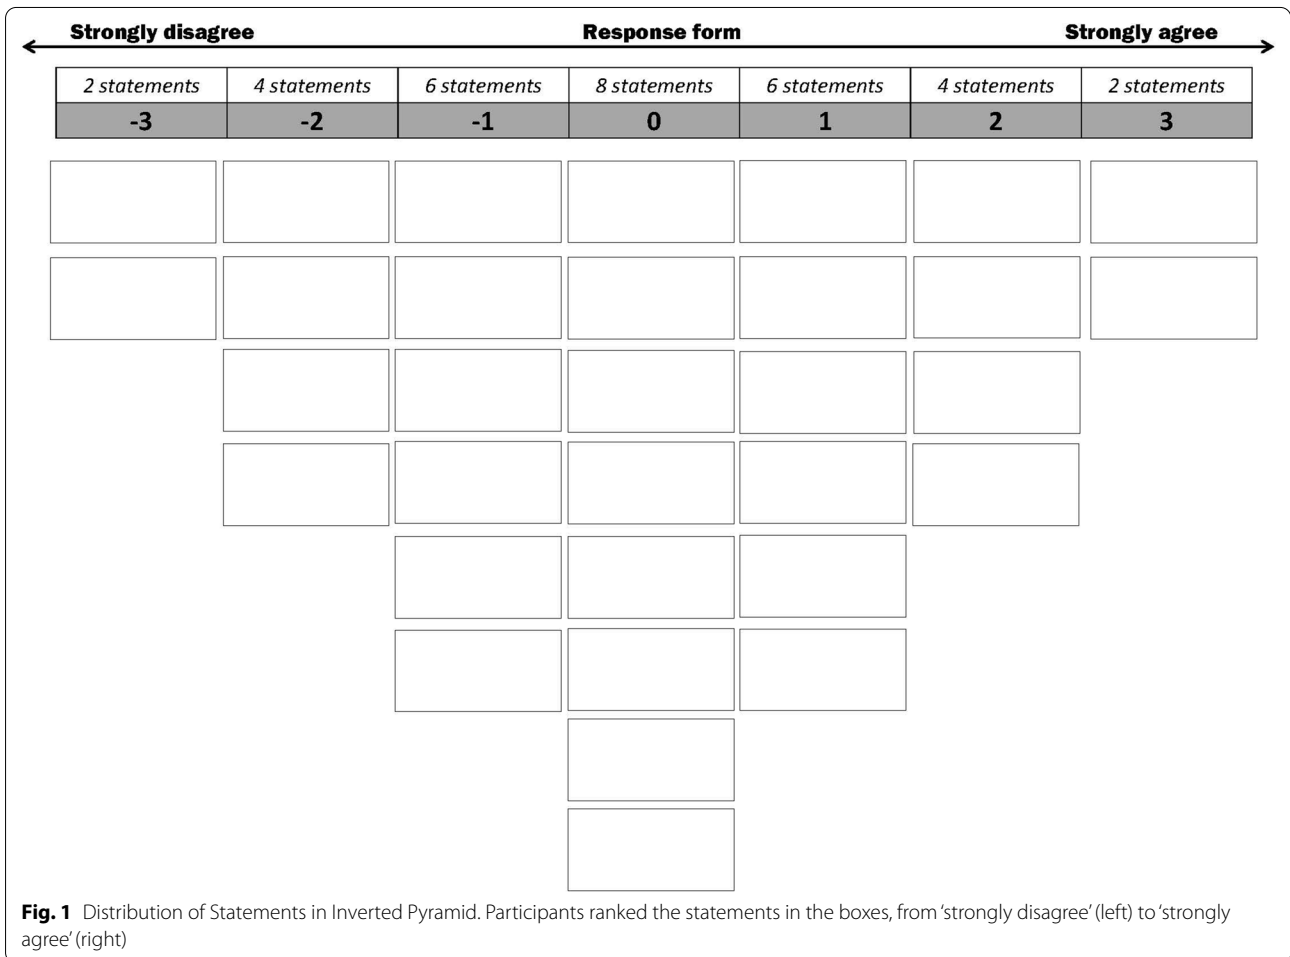 Strongly disagree Response form Strongly agree
2 statements 4 statements 6 statements 8 statements 6 statements 4 statements 2 statements
-3 -2 -1 0 1 2 3
Fig. 1 Distribution of Statements in Inverted Pyramid. Participants ranked the statements in the boxes, from ‘strongly disagree’ (left) to ‘strongly
agree’ (right)